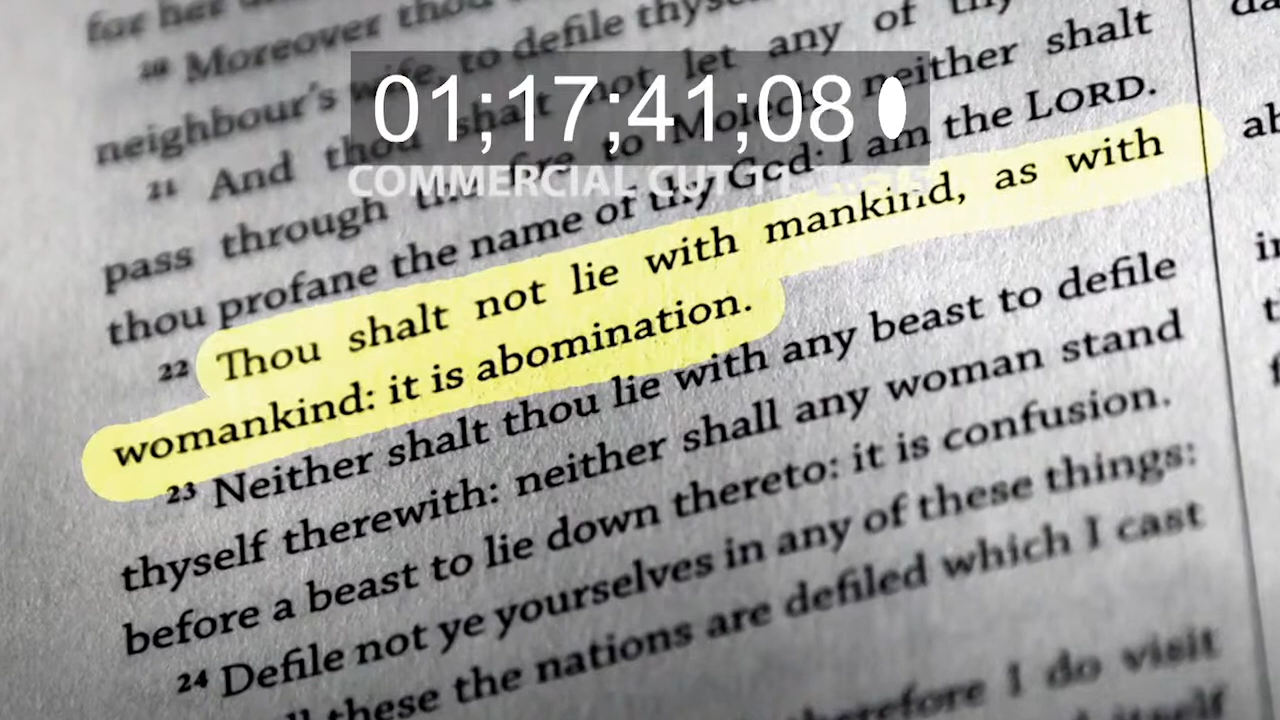 20 Moreover thou
neighbour's wife, to defile thyse
21 And thou shalt not let any of thy
pass through the fire to Molech, neither shalt
thou profane the name of thy God: I am the LORD.
22 Thou shalt not lie with mankind, as with
womankind: it is abomination.
23 Neither shalt thou lie with any beast to defile
thyself therewith: neither shall any woman stand
before a beast to lie down thereto: it is confusion.
24 Defile not ye yourselves in any of these things:
these the nations are defiled which I cast
I do visit
itself
01;17;41;08
COMMERCIAL CUT